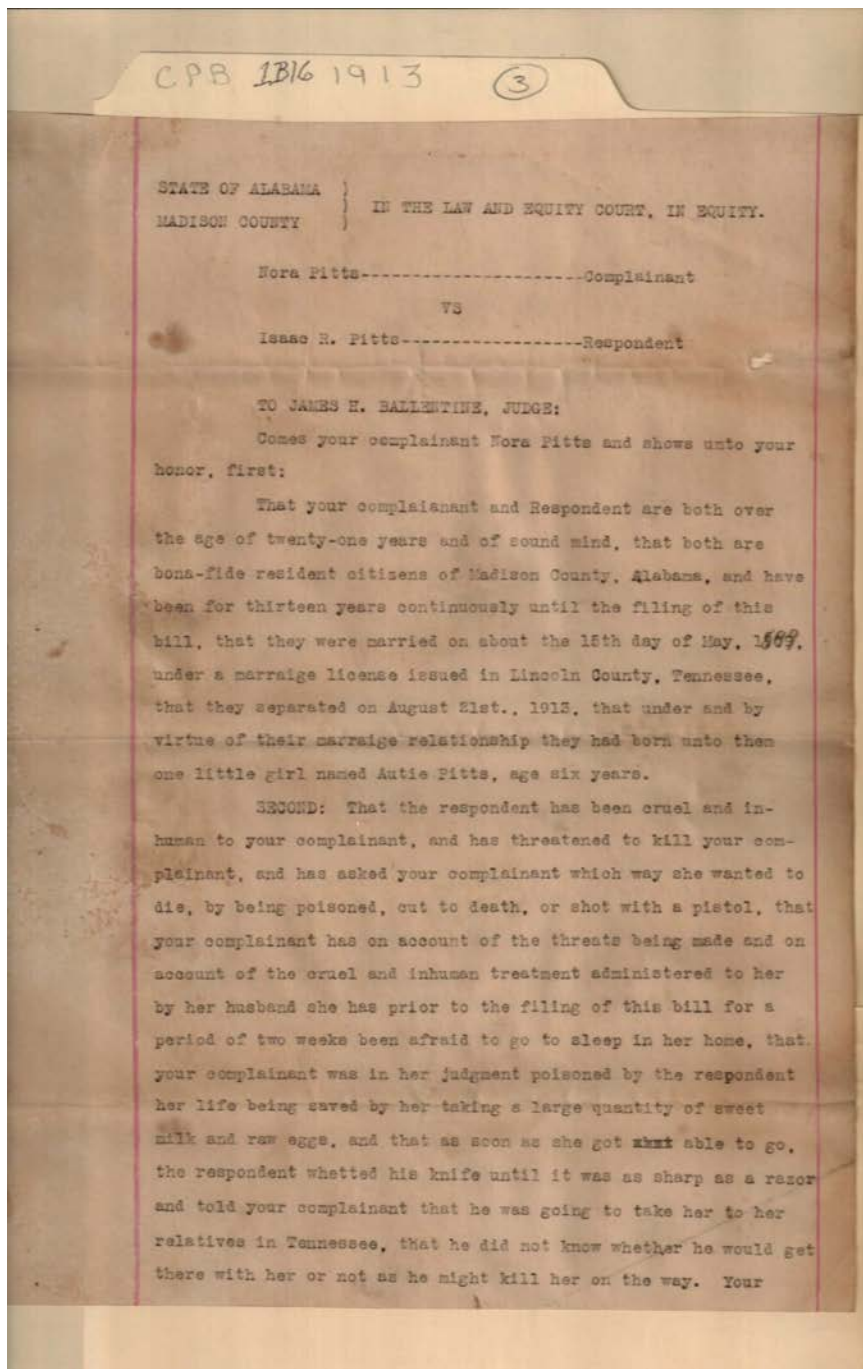 CPB 1B16 1913 3
STATE OF ALABAMA )
) IN THE LAW AND EQUITY COURT, IN EQUITY.
MADISON COUNTY )
Nora Pitts----------------------Complainant
VS
Isaac R. Pitts------------------Respondent
TO JAMES H. BALLENTINE, JUDGE:
Comes your complainant Nora Pitts and shows unto your
honor, first:
That your complaianant and Respondent are both over
the age of twenty-one years and of sound mind, that both are
bona-fide resident citizens of Madison County, Alabama, and have
been for thirteen years continuously until the filing of this
bill, that they were married on about the 15th day of May,
under a marraige license issued in Lincoln County, Tennessee,
that they separated on August 21st., 1913, that under and by
virtue of their marraige relationship they had born unto them
one little girl named Autie Pitts, age six years.
SECOND: That the respondent has been cruel and in-
human to your complainant, and has threatened to kill your com-
plainant, and has asked your complainant which way she wanted to
die, by being poisoned, cut to death, or shot with a pistol, that
your complainant has on account of the threats being made and on
account of the cruel and inhuman treatment administered to her
by her husband she has prior to the filing of this bill for a
period of two weeks been afraid to go to sleep in her home, that
your complainant was in her judgment poisoned by the respondent
her life being saved by her taking a large quantity of sweet
milk and raw eggs, and that as soon as she got able to go,
the respondent whetted his knife until it was as sharp as a razor
and told your complainant that he was going to take her to her
relatives in Tennessee, that he did not know whether he would get
there with her or not as he might kill her on the way. Your